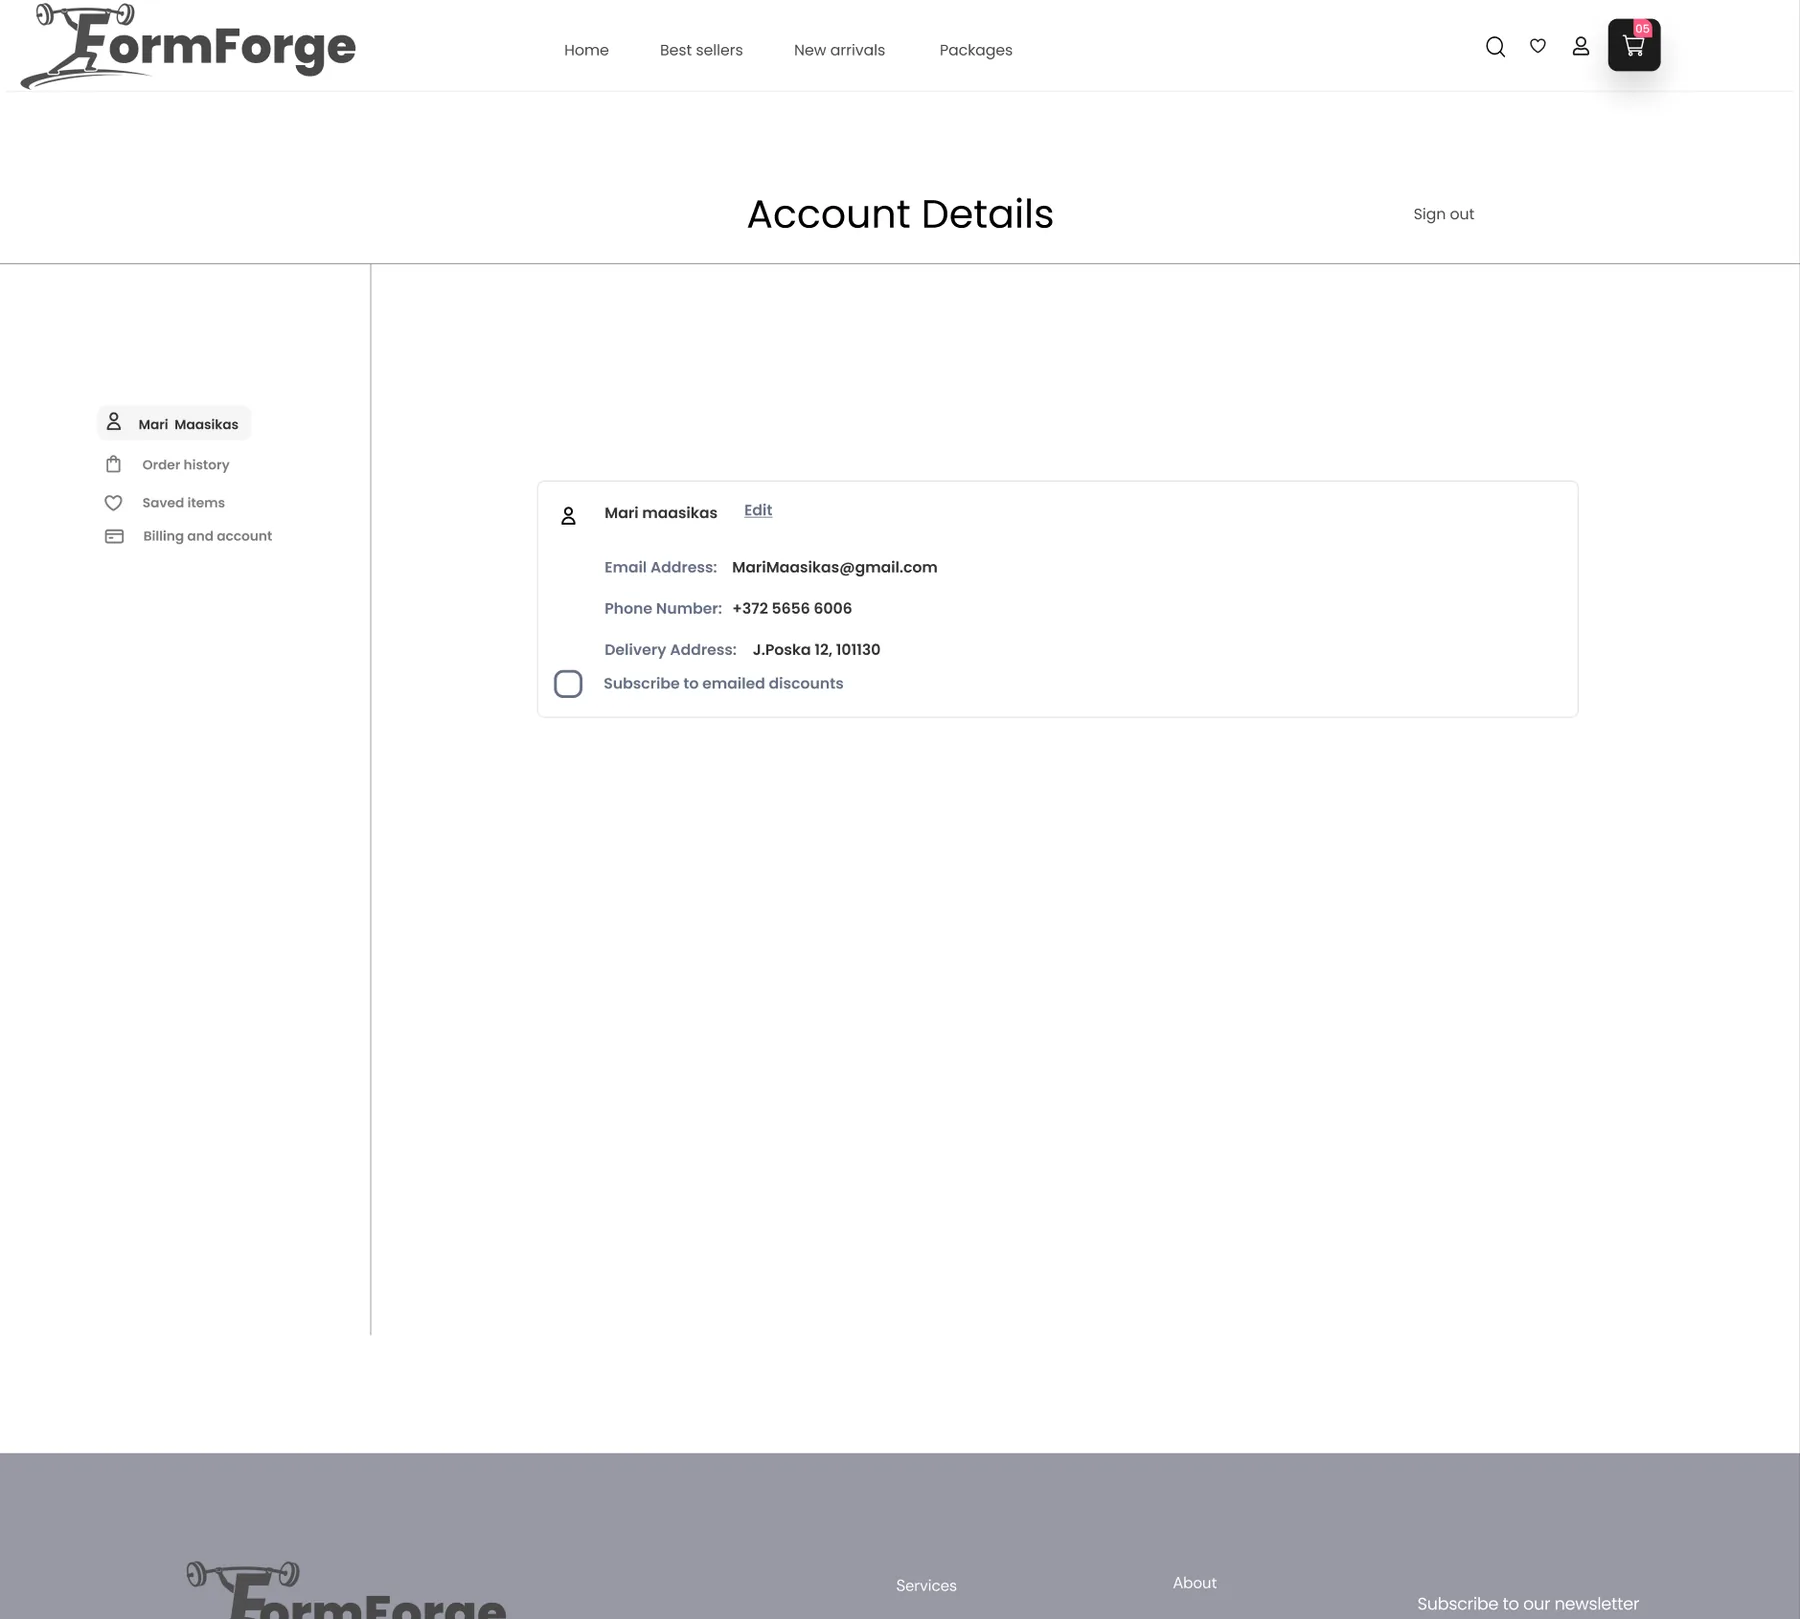 FormForge
Home Best sellers New arrivals Packages
05
Account Details
Sign out
Mari Maasikas
Order history
Saved items
Billing and account
Mari maasikas Edit
Email Address: MariMaasikas@gmail.com
Phone Number: +372 5656 6006
Delivery Address: J.Poska 12, 101130
Subscribe to emailed discounts
FormForge
Services
About
Subscribe to our newsletter